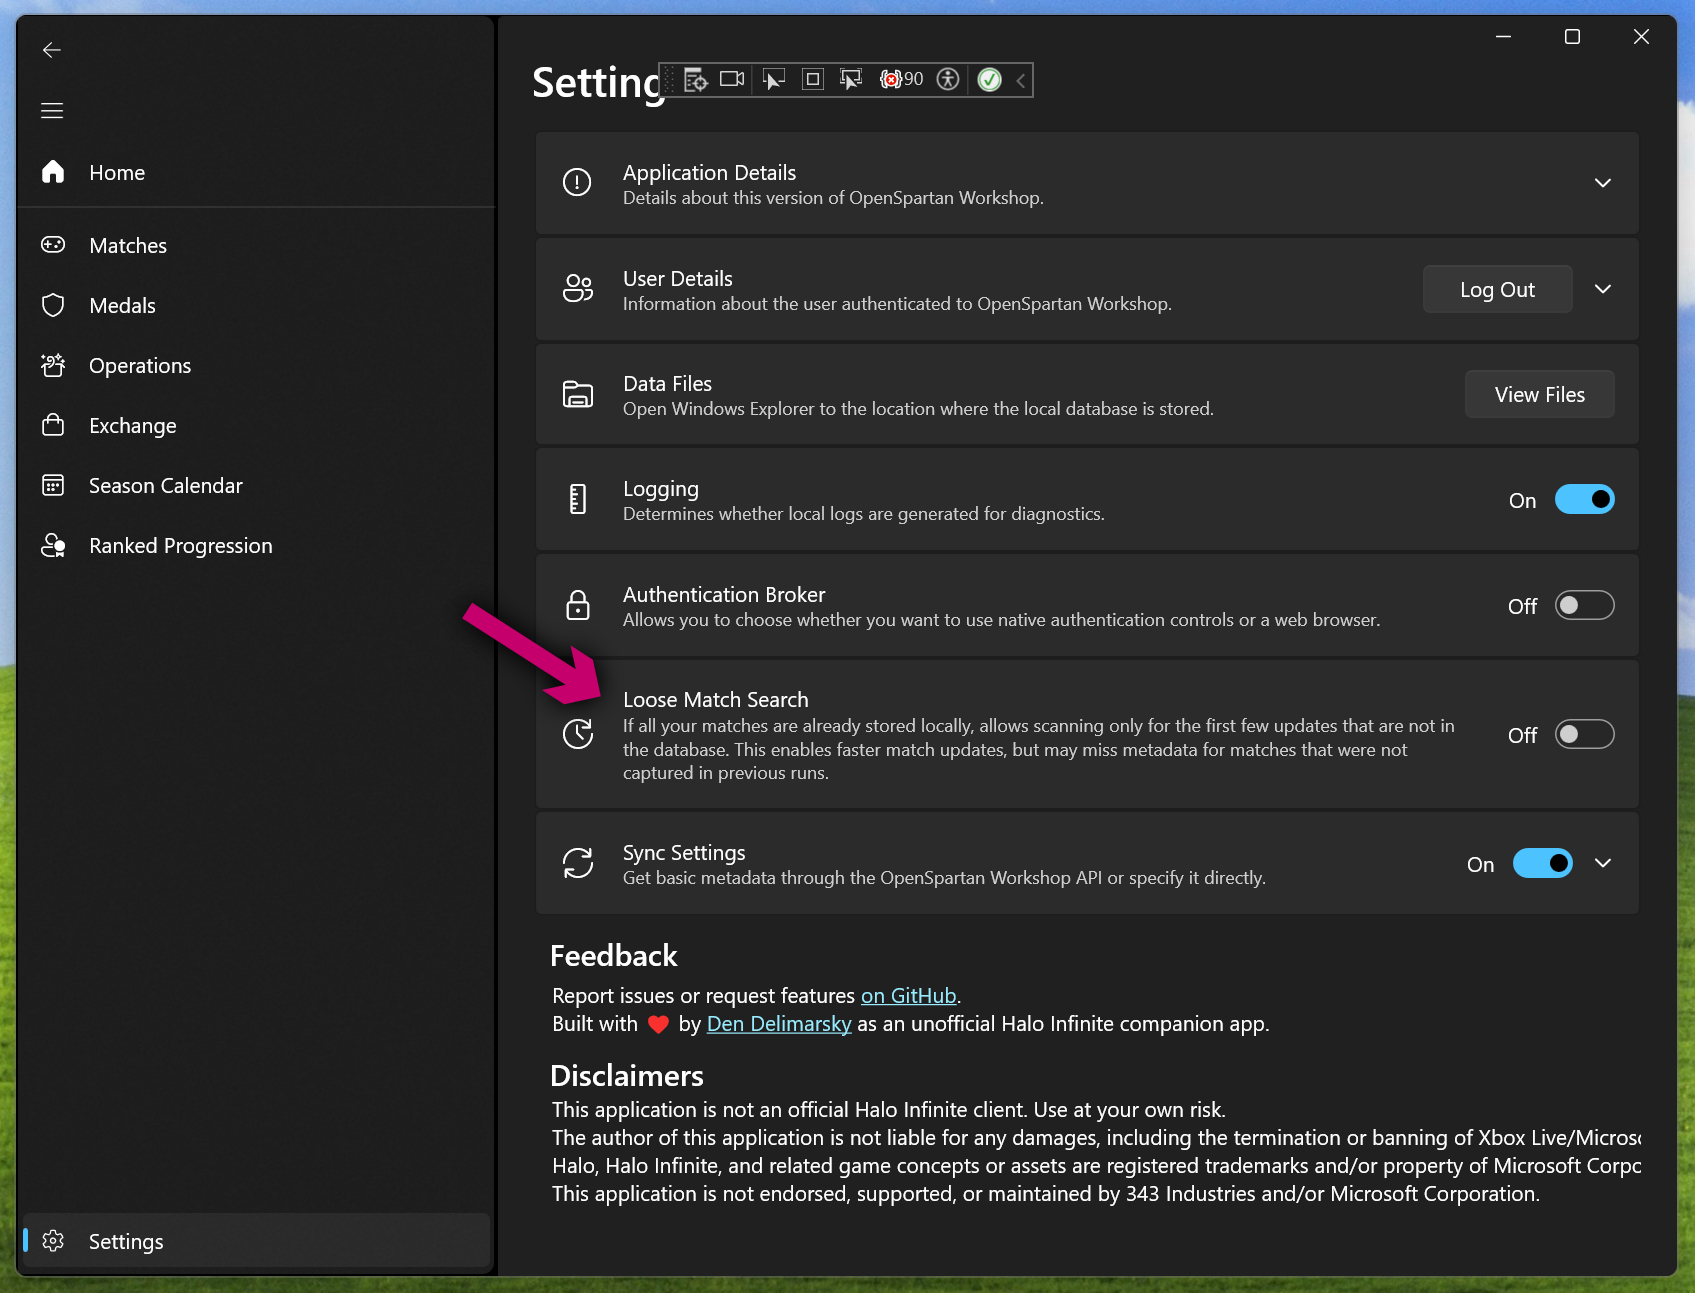 Setting
90
Home
Matches
Medals
Operations
Exchange
Season Calendar
Ranked Progression
Settings
Application Details
Details about this version of OpenSpartan Workshop.
User Details
Information about the user authenticated to OpenSpartan Workshop.
Log Out
Data Files
Open Windows Explorer to the location where the local database is stored.
View Files
Logging
Determines whether local logs are generated for diagnostics.
On
Authentication Broker
Allows you to choose whether you want to use native authentication controls or a web browser.
Off
Loose Match Search
If all your matches are already stored locally, allows scanning only for the first few updates that are not in
the database. This enables faster match updates, but may miss metadata for matches that were not
captured in previous runs.
Off
Sync Settings
Get basic metadata through the OpenSpartan Workshop API or specify it directly.
On
Feedback
Report issues or request features on GitHub.
Built with ❤ by Den Delimarsky as an unofficial Halo Infinite companion app.
Disclaimers
This application is not an official Halo Infinite client. Use at your own risk.
The author of this application is not liable for any damages, including the termination or banning of Xbox Live/Microso
Halo, Halo Infinite, and related game concepts or assets are registered trademarks and/or property of Microsoft Corpo
This application is not endorsed, supported, or maintained by 343 Industries and/or Microsoft Corporation.